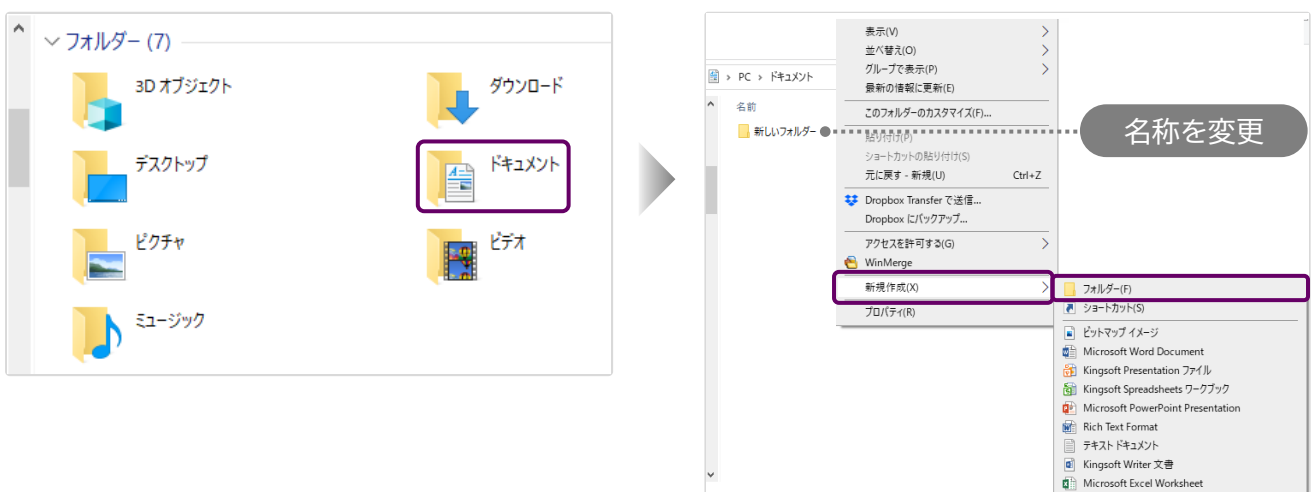 フォルダー (7)
3D オブジェクト
ダウンロード
デスクトップ
ドキュメント
ピクチャ
ビデオ
ミュージック
PC › ドキュメント
名前
新しいフォルダー
表示(V)
並べ替え(O)
グループで表示(P)
最新の情報に更新(E)
このフォルダーのカスタマイズ(F)...
貼り付け(P)
ショートカットの貼り付け(S)
元に戻す - 新規(U) Ctrl+Z
Dropbox Transfer で送信...
Dropbox にバックアップ...
アクセスを許可する(G)
WinMerge
新規作成(X)
プロパティ(R)
名称を変更
フォルダー(F)
ショートカット(S)
ビットマップ イメージ
Microsoft Word Document
Kingsoft Presentation ファイル
Kingsoft Spreadsheets ワークブック
Microsoft PowerPoint Presentation
Rich Text Format
テキスト ドキュメント
Kingsoft Writer 文書
Microsoft Excel Worksheet